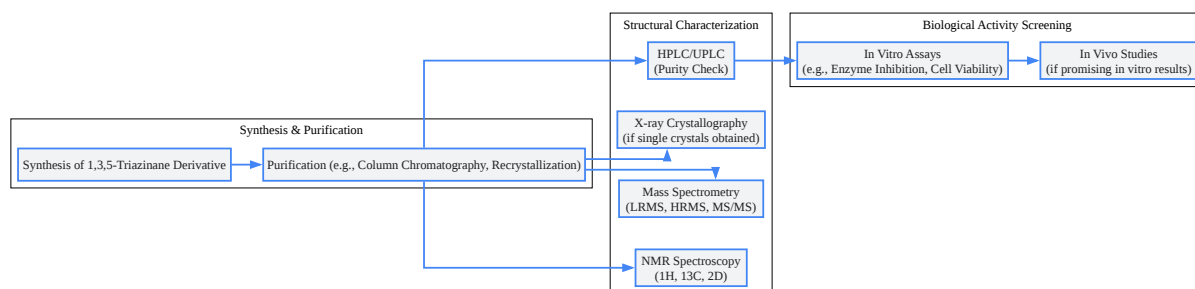 Structural Characterization
Biological Activity Screening
HPLC/UPLC
(Purity Check)
In Vitro Assays
(e.g., Enzyme Inhibition, Cell Viability)
In Vivo Studies
(if promising in vitro results)
Synthesis & Purification
Synthesis of 1,3,5-Triazinane Derivative
Purification (e.g., Column Chromatography, Recrystallization)
X-ray Crystallography
(if single crystals obtained)
Mass Spectrometry
(LRMS, HRMS, MS/MS)
NMR Spectroscopy
(1H, 13C, 2D)